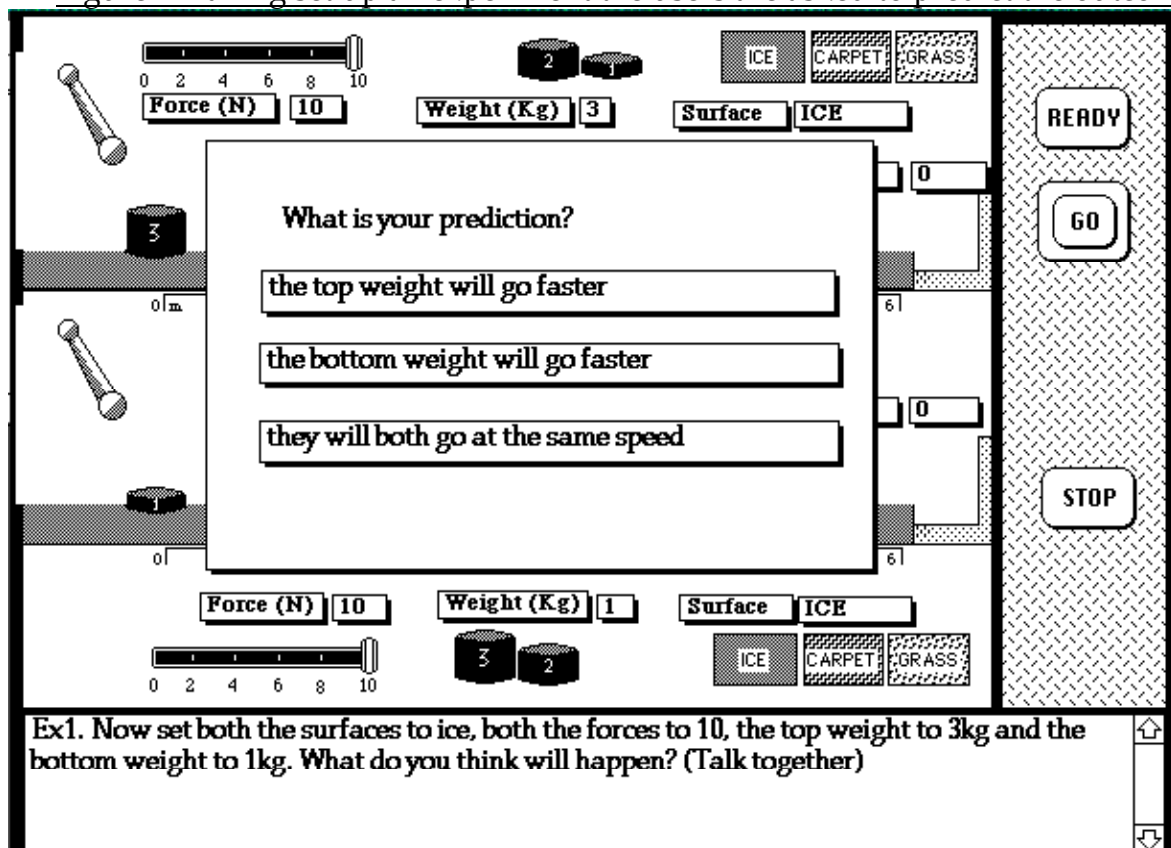 0 2 4 6 8 10
Force (N) 10
2 1
Weight (Kg) 3
ICE CARPET GRASS
Surface ICE
READY
GO
STOP
0
3
0 m
6
What is your prediction?
the top weight will go faster
the bottom weight will go faster
they will both go at the same speed
0
1
0
6
Force (N) 10
Weight (Kg) 1
Surface ICE
0 2 4 6 8 10
3 2
ICE CARPET GRASS
Ex1. Now set both the surfaces to ice, both the forces to 10, the top weight to 3kg and the
bottom weight to 1kg. What do you think will happen? (Talk together)